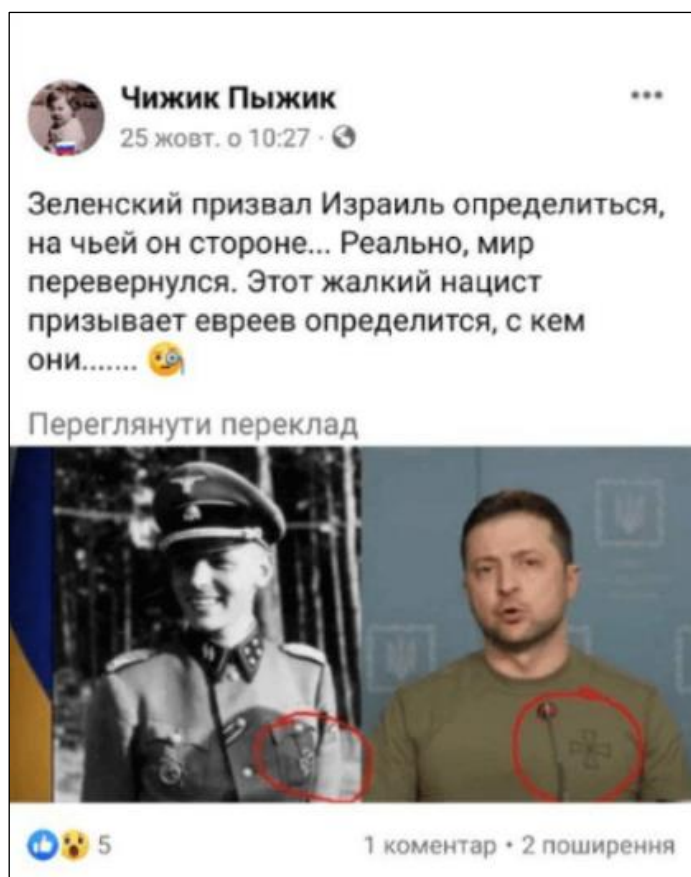 Чижик Пыжик
25 жовт. о 10:27 ·
Зеленский призвал Израиль определиться,
на чьей он стороне... Реально, мир
перевернулся. Этот жалкий нацист
призывает евреев определится, с кем
они.......
Переглянути переклад
5
1 коментар • 2 поширення